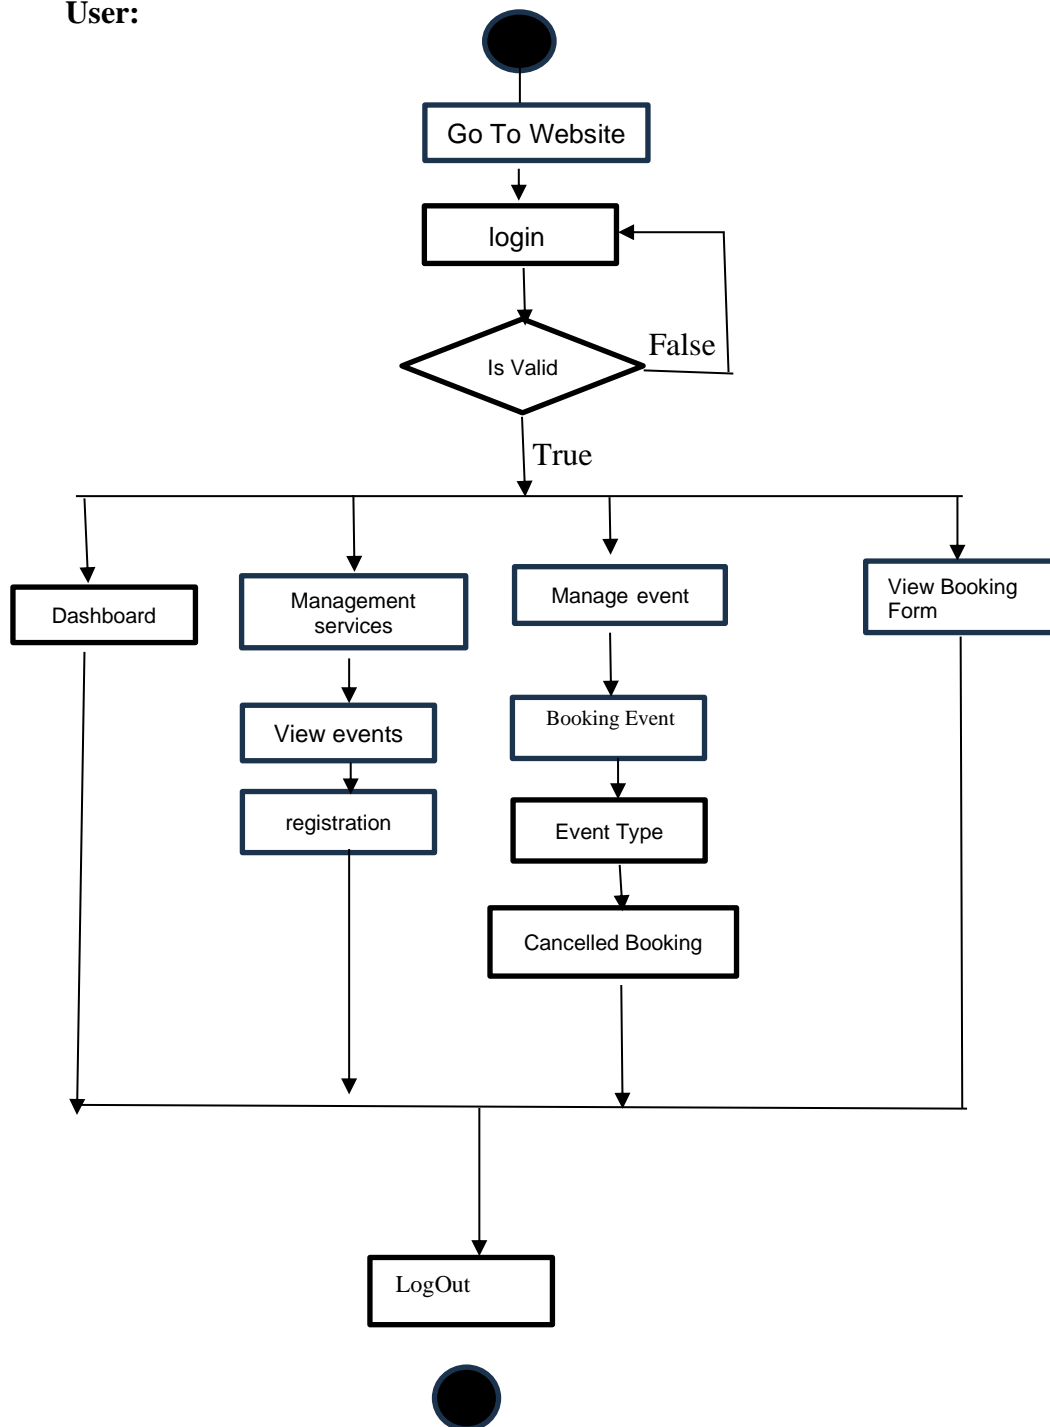 User:
Go To Website
login
Is Valid
False
True
Dashboard
Management
services
Manage event
View Booking
Form
View events
Booking Event
registration
Event Type
Cancelled Booking
LogOut